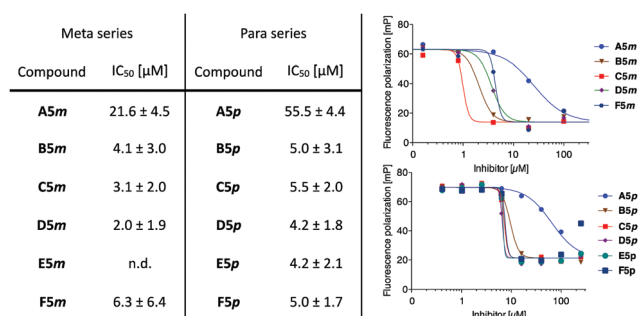 Meta series Para series
Compound IC₅₀ [µM] Compound IC₅₀ [µM]
A5m 21.6 ± 4.5 A5p 55.5 ± 4.4
B5m 4.1 ± 3.0 B5p 5.0 ± 3.1
C5m 3.1 ± 2.0 C5p 5.5 ± 2.0
D5m 2.0 ± 1.9 D5p 4.2 ± 1.8
E5m n.d. E5p 4.2 ± 2.1
F5m 6.3 ± 6.4 F5p 5.0 ± 1.7
Fluorescence polarization [mP]
80
60
40
20
0
1 10 100
Inhibitor [µM]
A5m
B5m
C5m
D5m
F5m
Fluorescence polarization [mP]
80
60
40
20
0
1 10 100
Inhibitor [µM]
A5p
B5p
C5p
D5p
E5p
F5p